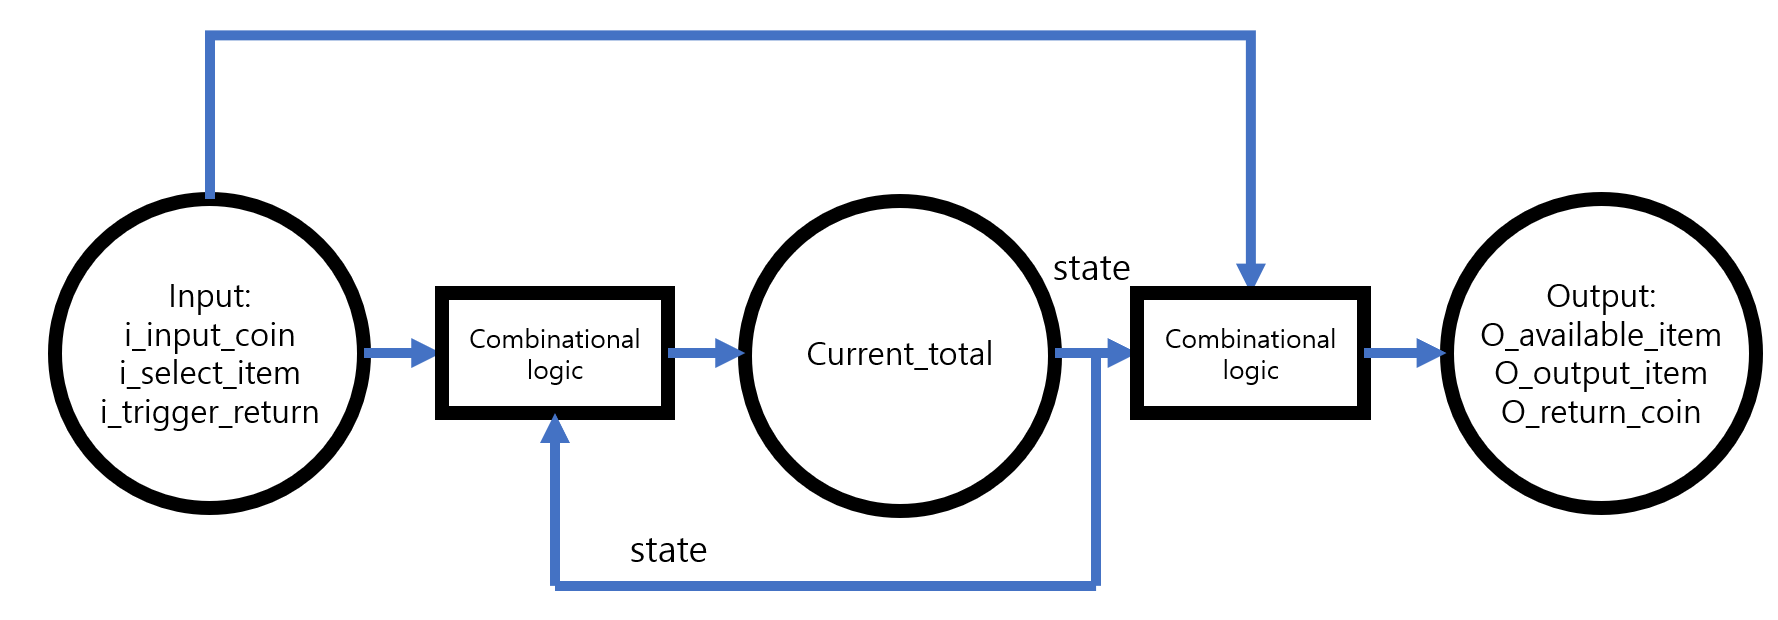 Input:
i_input_coin
i_select_item
i_trigger_return
Combinational
logic
Current_total
state
Combinational
logic
Output:
O_available_item
O_output_item
O_return_coin
state